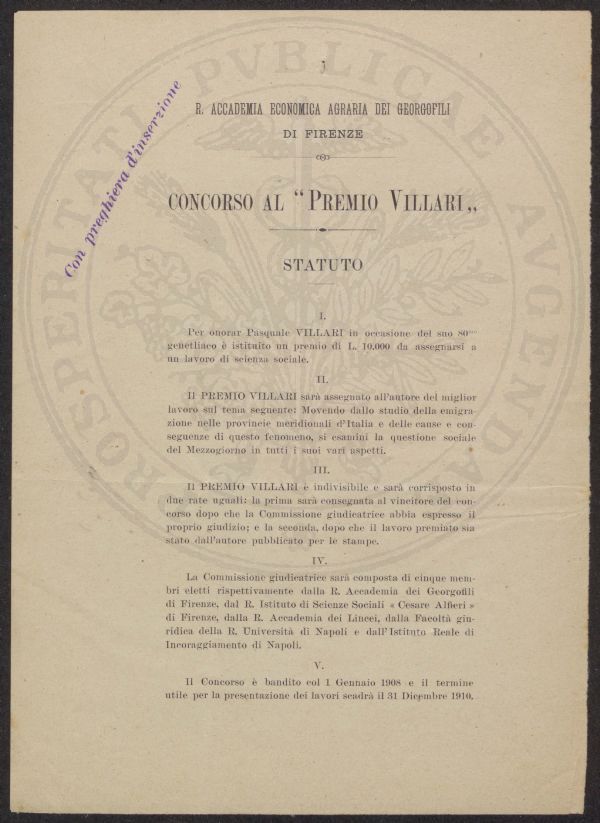 R. ACCADEMIA ECONOMICA AGRARIA DEI GEORGOFILI
DI FIRENZE
Con preghiera d'inserzione
CONCORSO AL "PREMIO VILLARI„
STATUTO
I.
Per onorar Pasquale VILLARI in occasione del suo 80mo
genetliaco è istituito un premio di L. 10,000 da assegnarsi a
un lavoro di scienza sociale.
II.
Il PREMIO VILLARI sarà assegnato all'autore del miglior
lavoro sul tema seguente: Movendo dallo studio della emigra-
zione nelle provincie meridionali d'Italia e delle cause e con-
seguenze di questo fenomeno, si esamini la questione sociale
del Mezzogiorno in tutti i suoi vari aspetti.
III.
Il PREMIO VILLARI è indivisibile e sarà corrisposto in
due rate uguali: la prima sarà consegnata al vincitore del con-
corso dopo che la Commissione giudicatrice abbia espresso il
proprio giudizio; e la seconda, dopo che il lavoro premiato sia
stato dall'autore pubblicato per le stampe.
IV.
La Commissione giudicatrice sarà composta di cinque mem-
bri eletti rispettivamente dalla R. Accademia dei Georgofili
di Firenze, dal R. Istituto di Scienze Sociali « Cesare Alfieri »
di Firenze, dalla R. Accademia dei Lincei, dalla Facoltà giu-
ridica della R. Università di Napoli e dall'Istituto Reale di
Incoraggiamento di Napoli.
V.
Il Concorso è bandito col 1 Gennaio 1908 e il termine
utile per la presentazione dei lavori scadrà il 31 Dicembre 1910.
PROSPERITATI PVBLICAE AVGENDAE